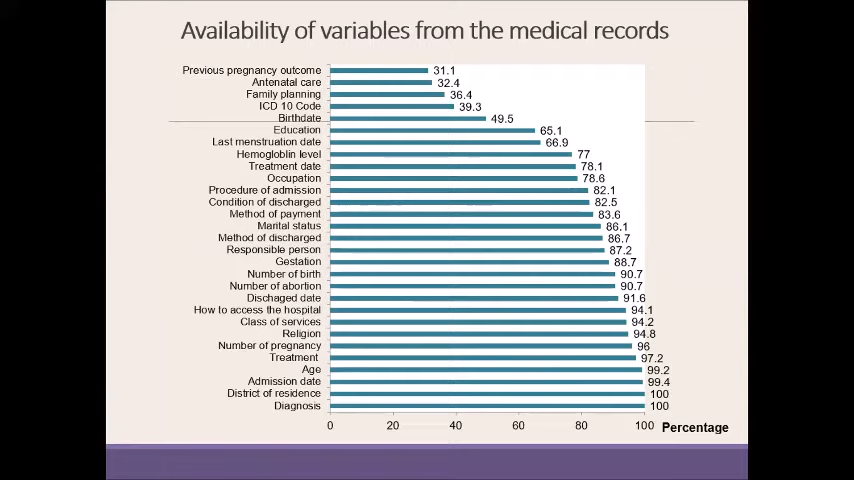 Availability of variables from the medical records
Previous pregnancy outcome 31.1
Antenatal care 32.4
Family planning 36.4
ICD 10 Code 39.3
Birthdate 49.5
Education 65.1
Last menstruation date 66.9
Hemoglobin level 77
Treatment date 78.1
Occupation 78.6
Procedure of admission 82.1
Condition of discharged 82.5
Method of payment 83.6
Marital status 86.1
Method of discharged 86.7
Responsible person 87.2
Gestation 88.7
Number of birth 90.7
Number of abortion 90.7
Dischaged date 91.6
How to access the hospital 94.1
Class of services 94.2
Religion 94.8
Number of pregnancy 96
Treatment 97.2
Age 99.2
Admission date 99.4
District of residence 100
Diagnosis 100
0 20 40 60 80 100 Percentage